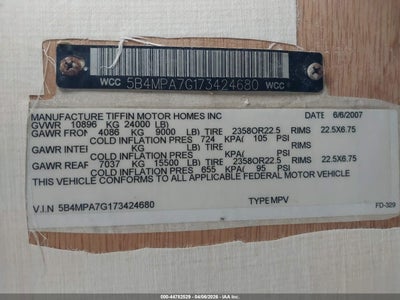 WCC 5B4MPA7G173424680 WCC
MANUFACTURE TIFFIN MOTOR HOMES INC DATE 6/6/2007
GVWR 10896 KG 24000 LB)
GAWR FRON 4086 KG 9000 LB) TIRE 2358OR22.5 RIMS 22.5X6.75
COLD INFLATION PRES 724 KPA( 105 PSI
GAWR INTEI KG LB) TIRE RIMS
COLD INFLATION PRES KPA( PSI
GAWR REAF 7037 KG 15500 LB) TIRE 2358OR22.5 RIMS 22.5X6.75
COLD INFLATION PRES 655 KPA( 95 PSI
THIS VEHICLE CONFORMS TO ALL APPLICABLE FEDERAL MOTOR VEHICLE
V.I.N 5B4MPA7G173424680 TYPE MPV
FD-329
500-44763529 - 04/06/2026 - IAA Inc.